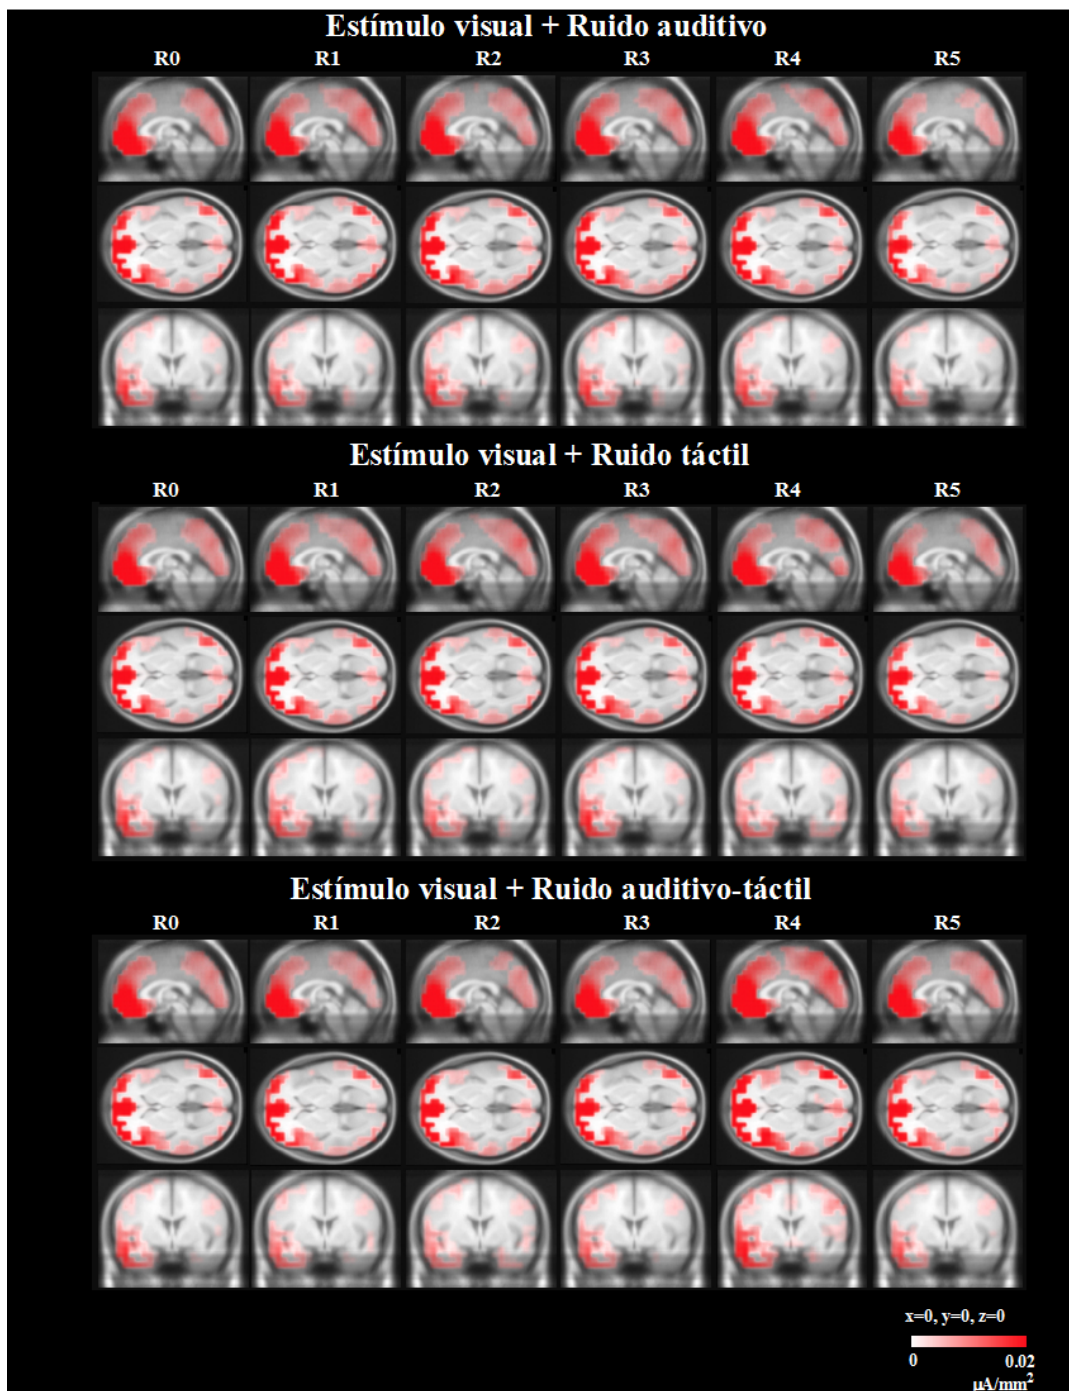 Estímulo visual + Ruido auditivo
R0 R1 R2 R3 R4 R5
Estímulo visual + Ruido táctil
R0 R1 R2 R3 R4 R5
Estímulo visual + Ruido auditivo-táctil
R0 R1 R2 R3 R4 R5
x=0, y=0, z=0
0 0.02
μA/mm²